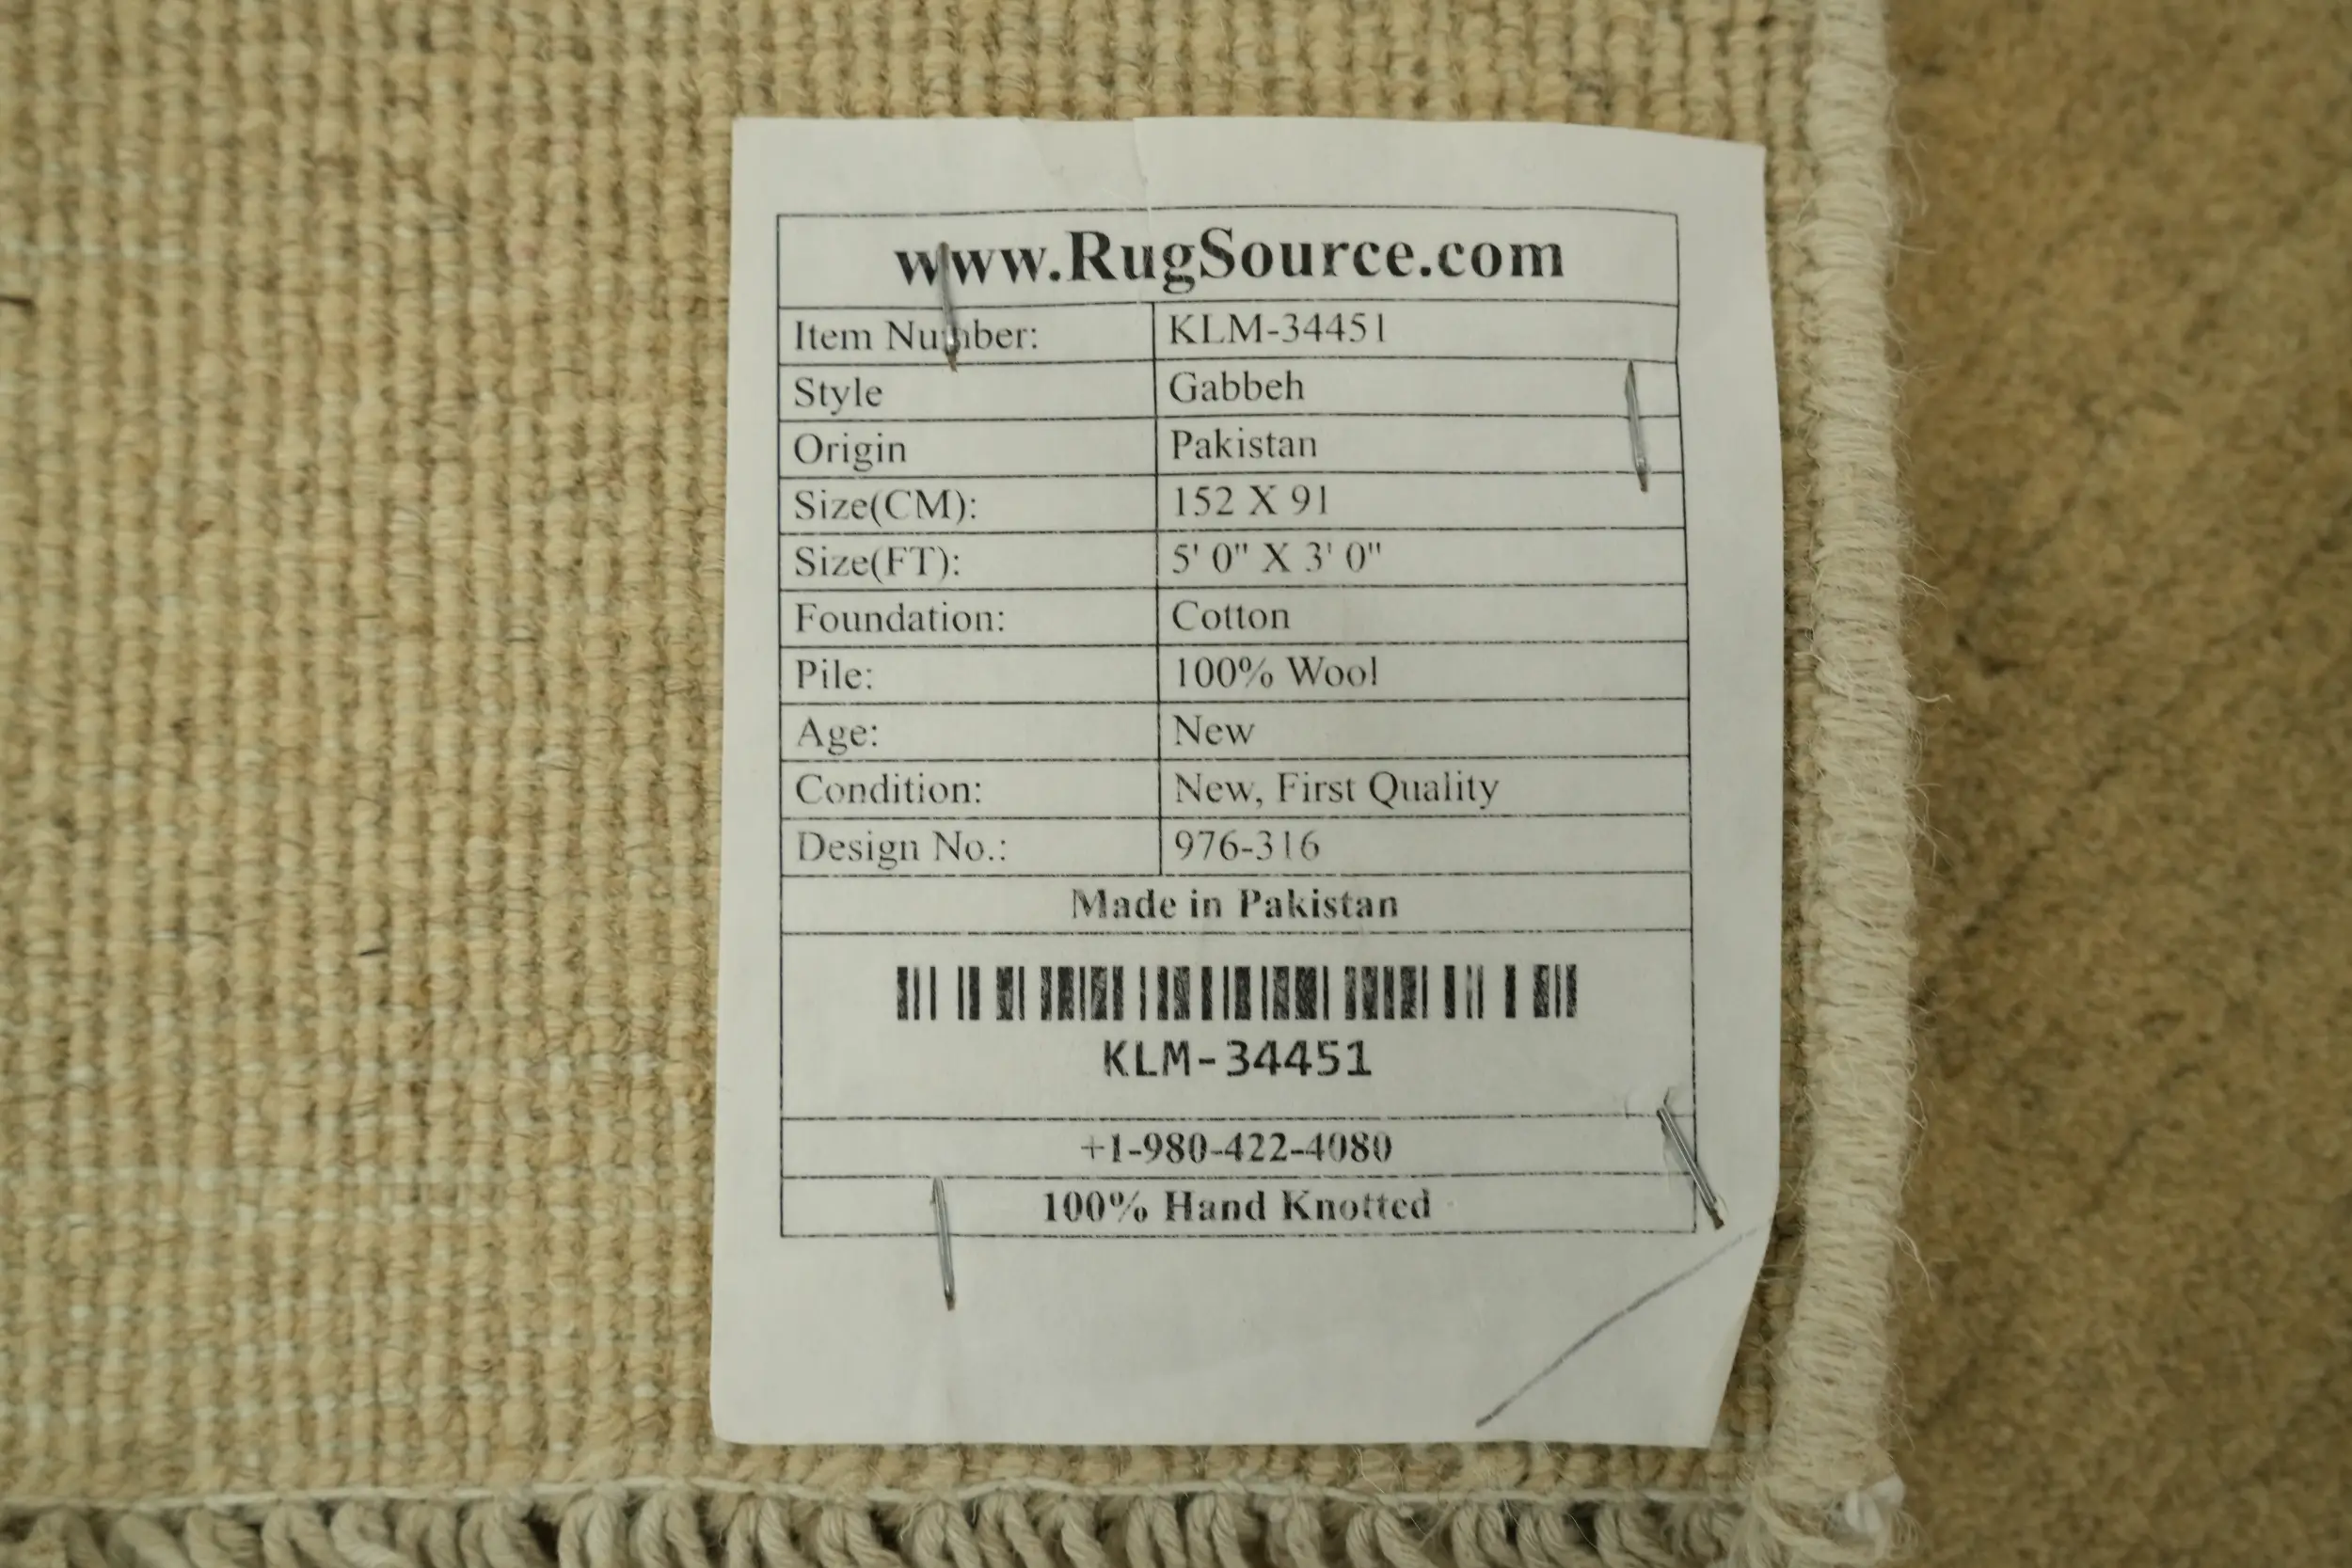 www.RugSource.com
Item Number: KLM-34451
Style Gabbeh
Origin Pakistan
Size(CM): 152 X 91
Size(FT): 5' 0" X 3' 0"
Foundation: Cotton
Pile: 100% Wool
Age: New
Condition: New, First Quality
Design No.: 976-316
Made in Pakistan
KLM-34451
+1-980-422-4080
100% Hand Knotted